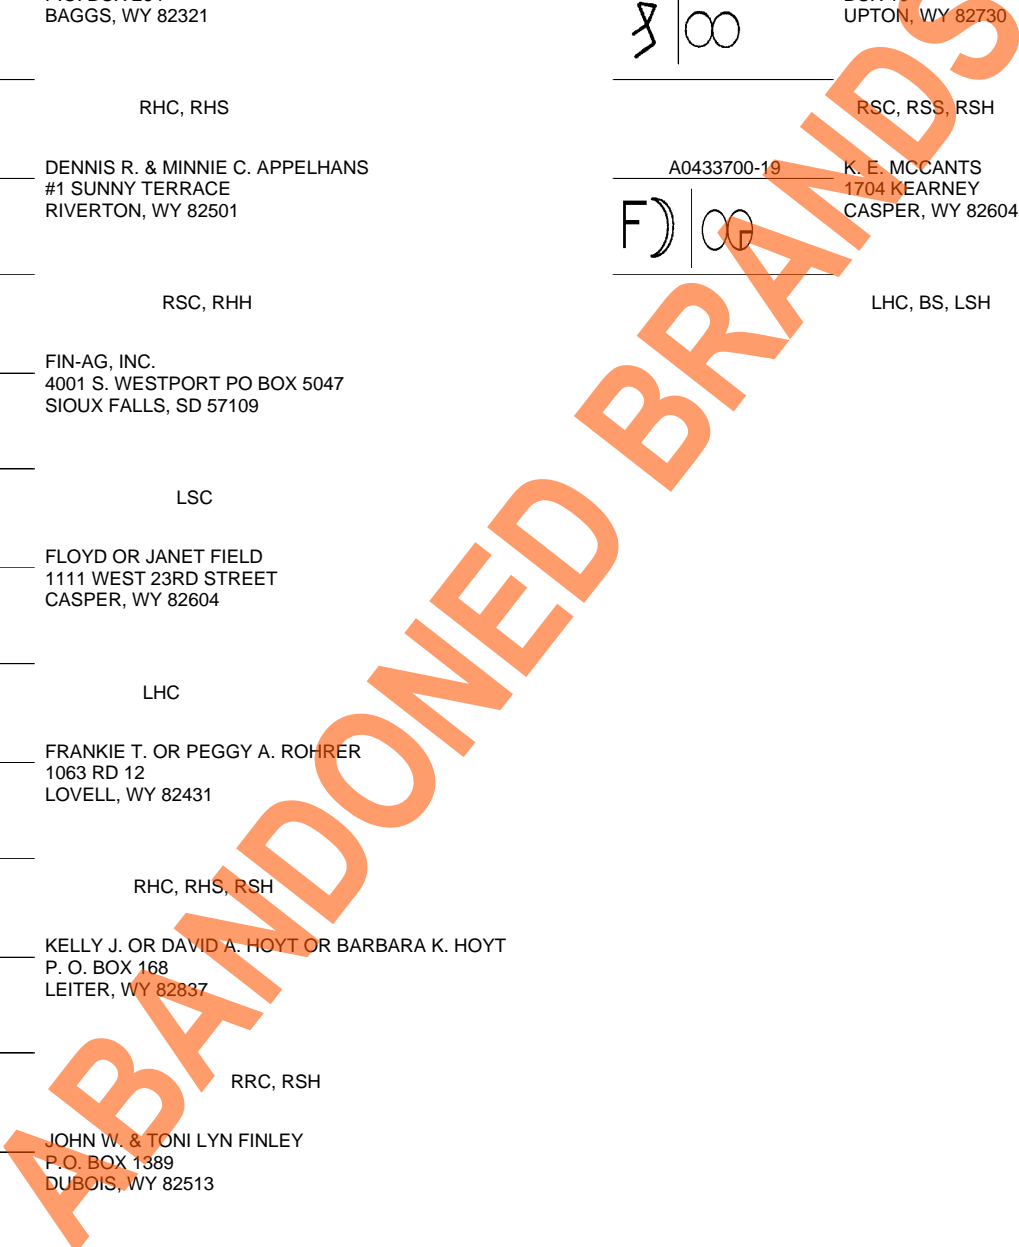 BAGGS, WY 82321
RHC, RHS
DENNIS R. & MINNIE C. APPELHANS
#1 SUNNY TERRACE
RIVERTON, WY 82501
RSC, RHH
FIN-AG, INC.
4001 S. WESTPORT PO BOX 5047
SIOUX FALLS, SD 57109
LSC
FLOYD OR JANET FIELD
1111 WEST 23RD STREET
CASPER, WY 82604
LHC
FRANKIE T. OR PEGGY A. ROHRER
1063 RD 12
LOVELL, WY 82431
RHC, RHS, RSH
KELLY J. OR DAVID A. HOYT OR BARBARA K. HOYT
P. O. BOX 168
LEITER, WY 82837
RRC, RSH
JOHN W. & TONI LYN FINLEY
P.O. BOX 1389
DUBOIS, WY 82513
UPTON, WY 82730
RSC, RSS, RSH
A0433700-19
K. E. MCCANTS
1704 KEARNEY
CASPER, WY 82604
LHC, BS, LSH
ABANDONED BRANDS